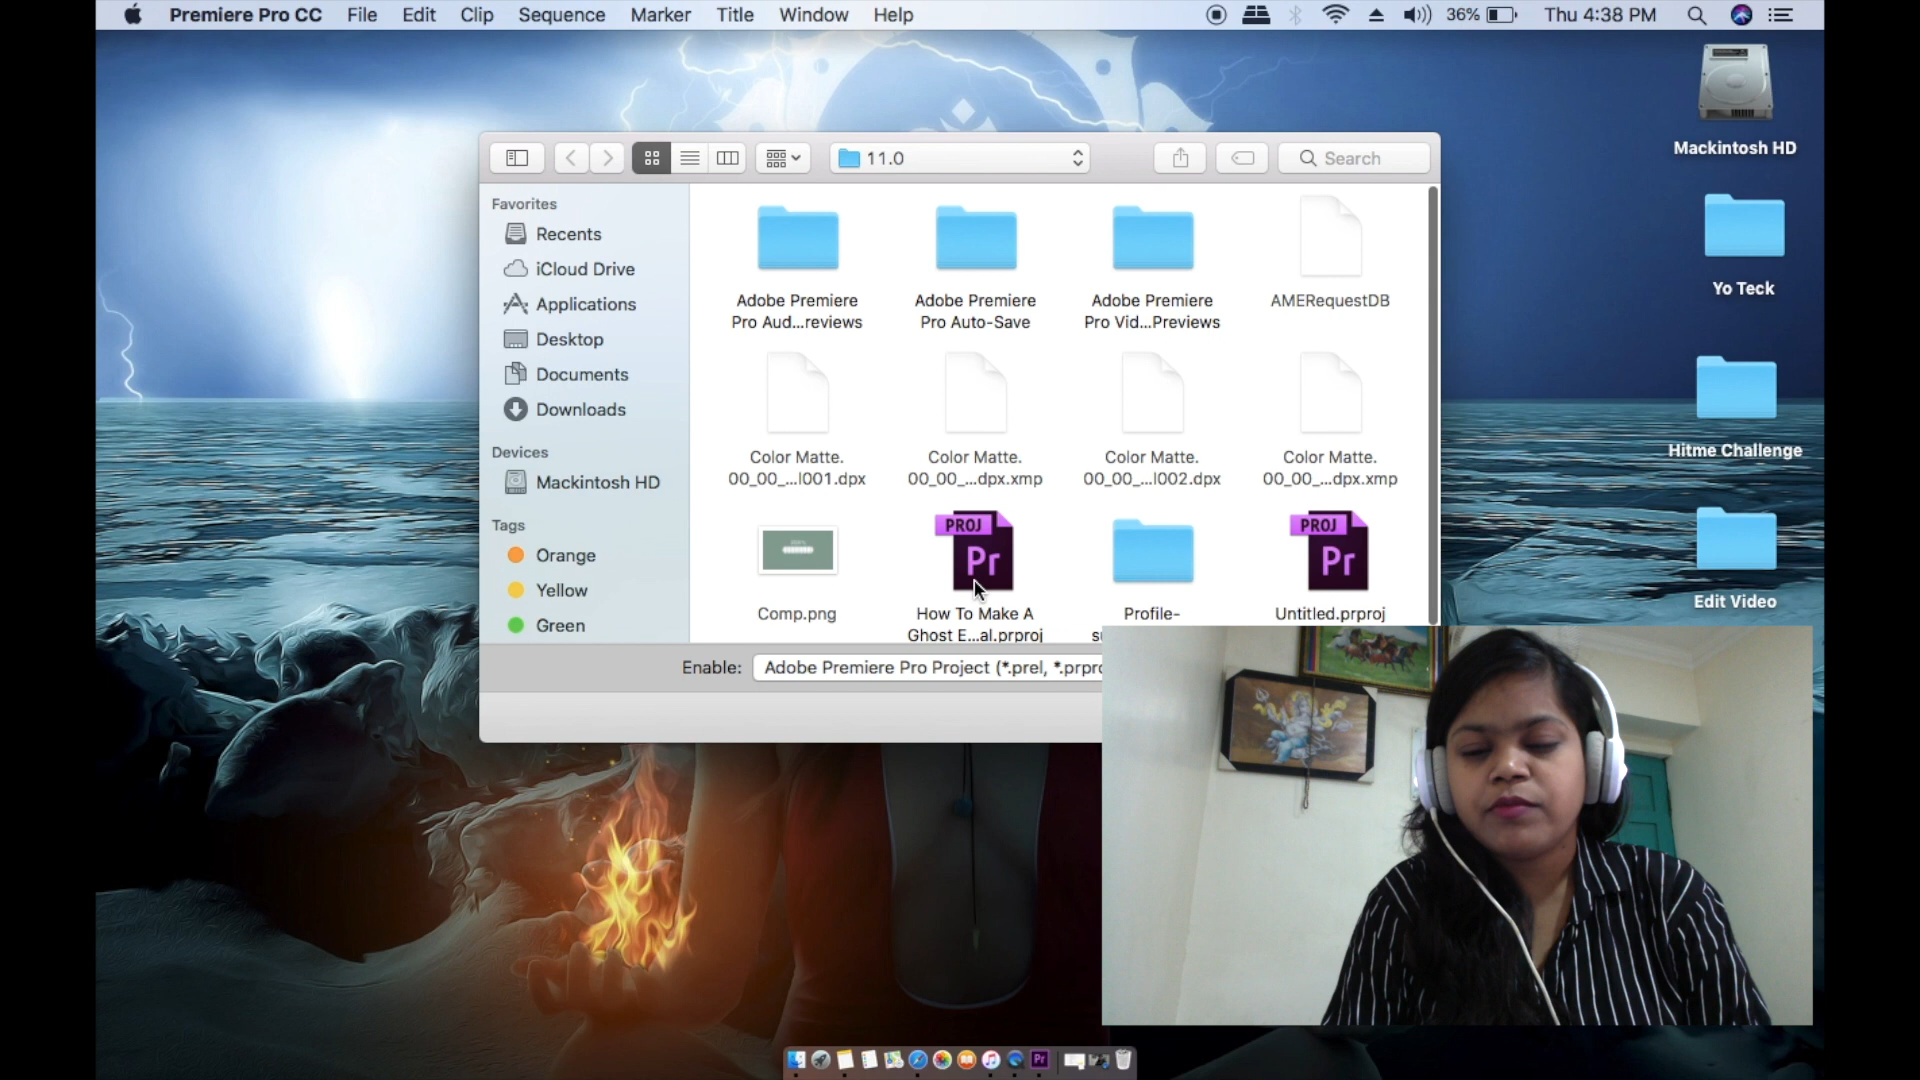 Premiere Pro CC File Edit Clip Sequence Marker Title Window Help 36% Thu 4:38 PM
Mackintosh HD
Yo Teck
Hitme Challenge
Edit Video
11.0 Search
Favorites
Recents
iCloud Drive
Applications
Desktop
Documents
Downloads
Devices
Mackintosh HD
Tags
Orange
Yellow
Green
Adobe Premiere Adobe Premiere Adobe Premiere AMERequestDB
Pro Aud...reviews Pro Auto-Save Pro Vid...Previews
Color Matte. Color Matte. Color Matte. Color Matte.
00_00_...l001.dpx 00_00_...dpx.xmp 00_00_...l002.dpx 00_00_...dpx.xmp
PROJ PROJ
Pr Pr
Comp.png How To Make A Profile- Untitled.prproj
Ghost E...al.prproj
Enable: Adobe Premiere Pro Project (*.prel, *.prpro
Pr